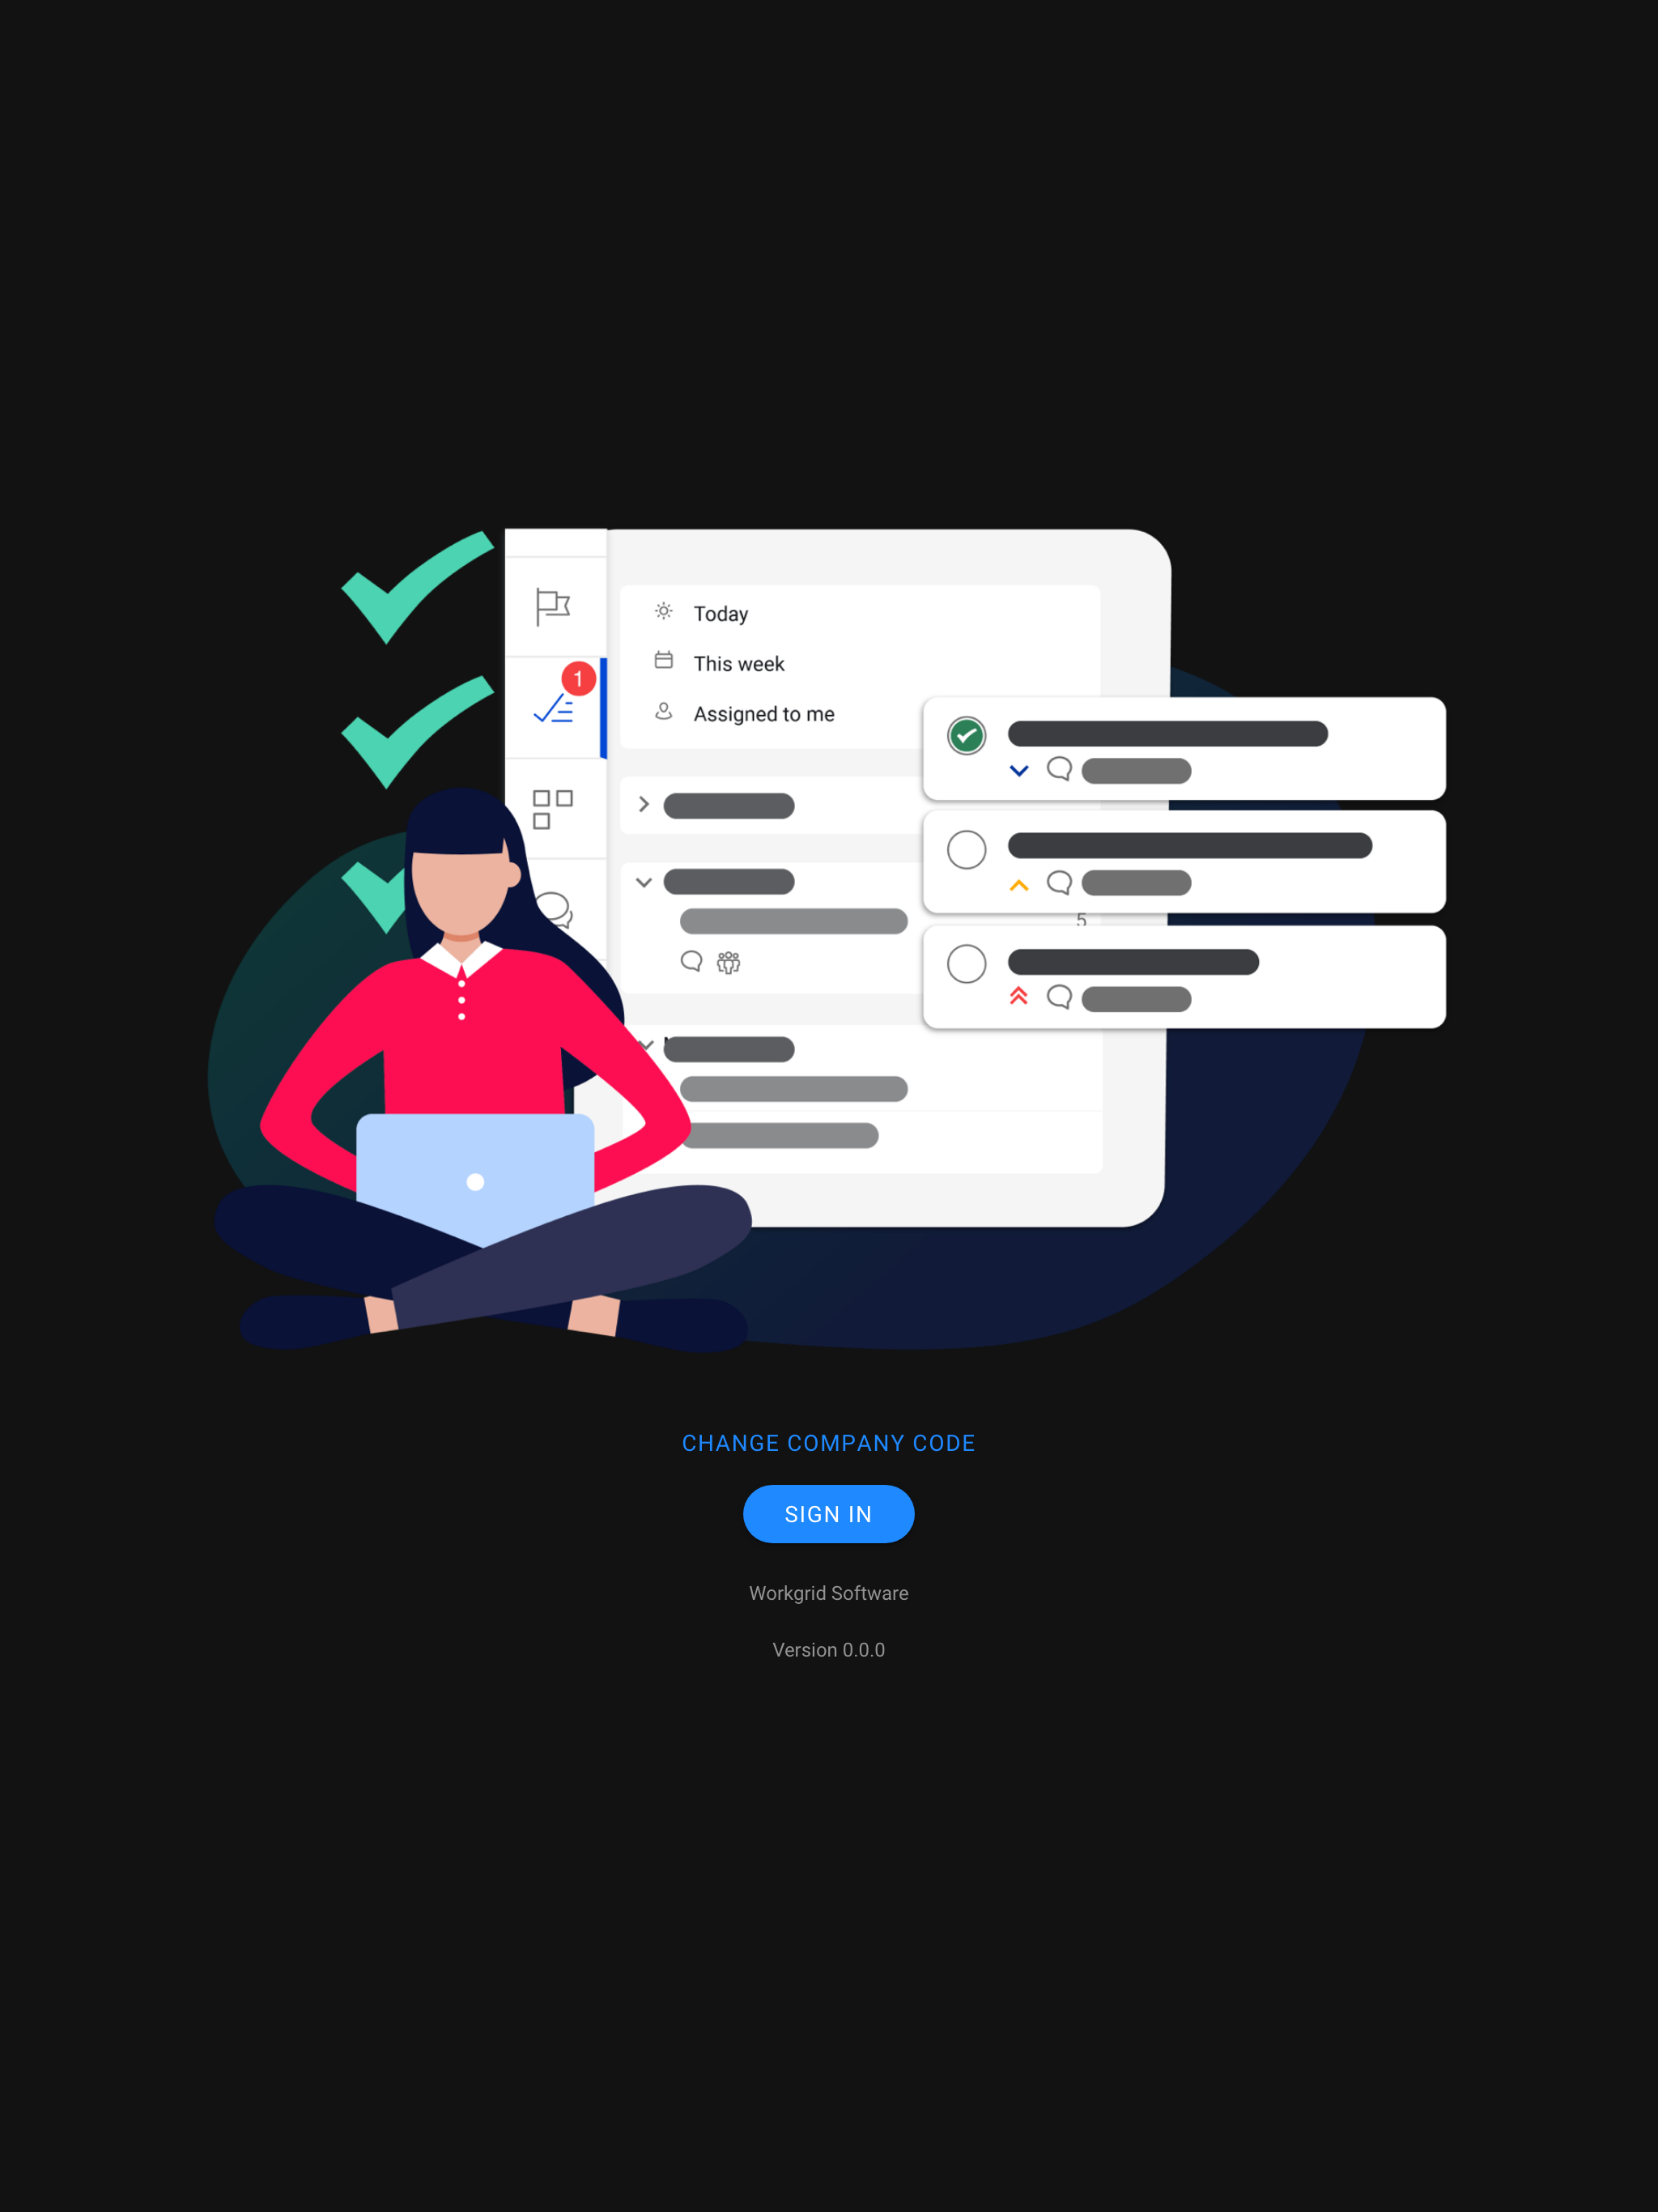 Today
1
This week
Assigned to me
5
CHANGE COMPANY CODE
SIGN IN
Workgrid Software
Version 0.0.0